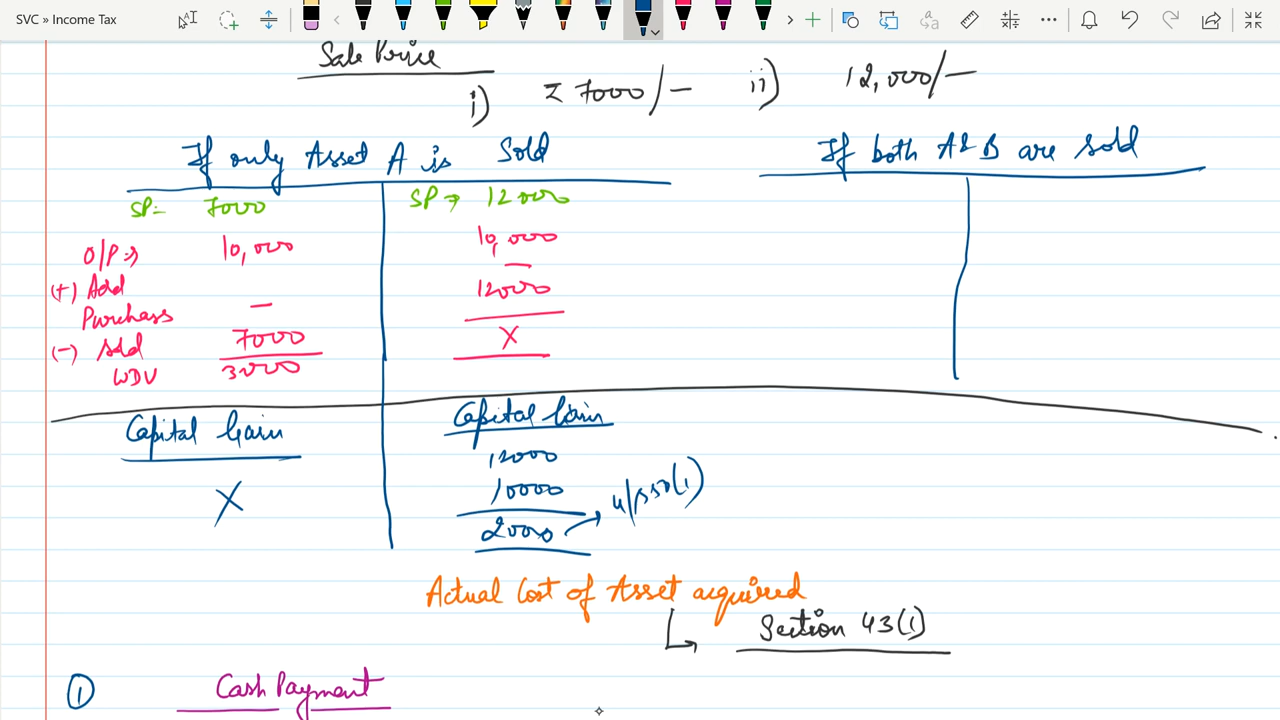 SVC » Income Tax
Sale Price
i) ₹ 7000/- ii) 12,000/-
If only Asset A is Sold
If both A & B are sold
SP:- 7000
SP → 12000
O/P ⇒ 10,000
10,000
(+) Add
Purchases —
—
12000
(-) Sold 7000
X
WDV 3000
Capital Gain
Capital Gain
X
12000
10000
2000 → u/s 50(1)
Actual Cost of Asset acquired
Section 43(1)
① Cash Payment